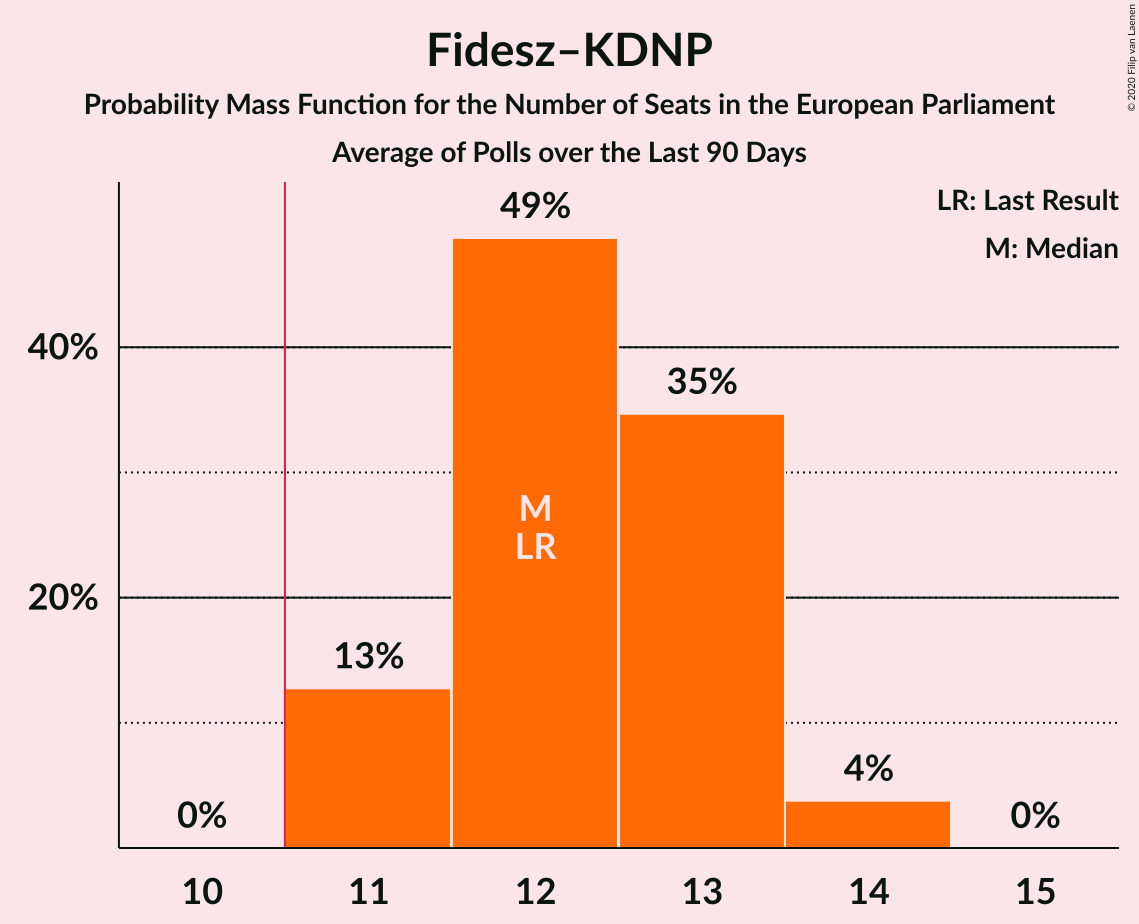 Fidesz–KDNP
Probability Mass Function for the Number of Seats in the European Parliament
Average of Polls over the Last 90 Days
© 2020 Filip van Laenen
LR: Last Result
M: Median
49%
40%
35%
M
LR
20%
13%
4%
0%
0%
10 11 12 13 14 15